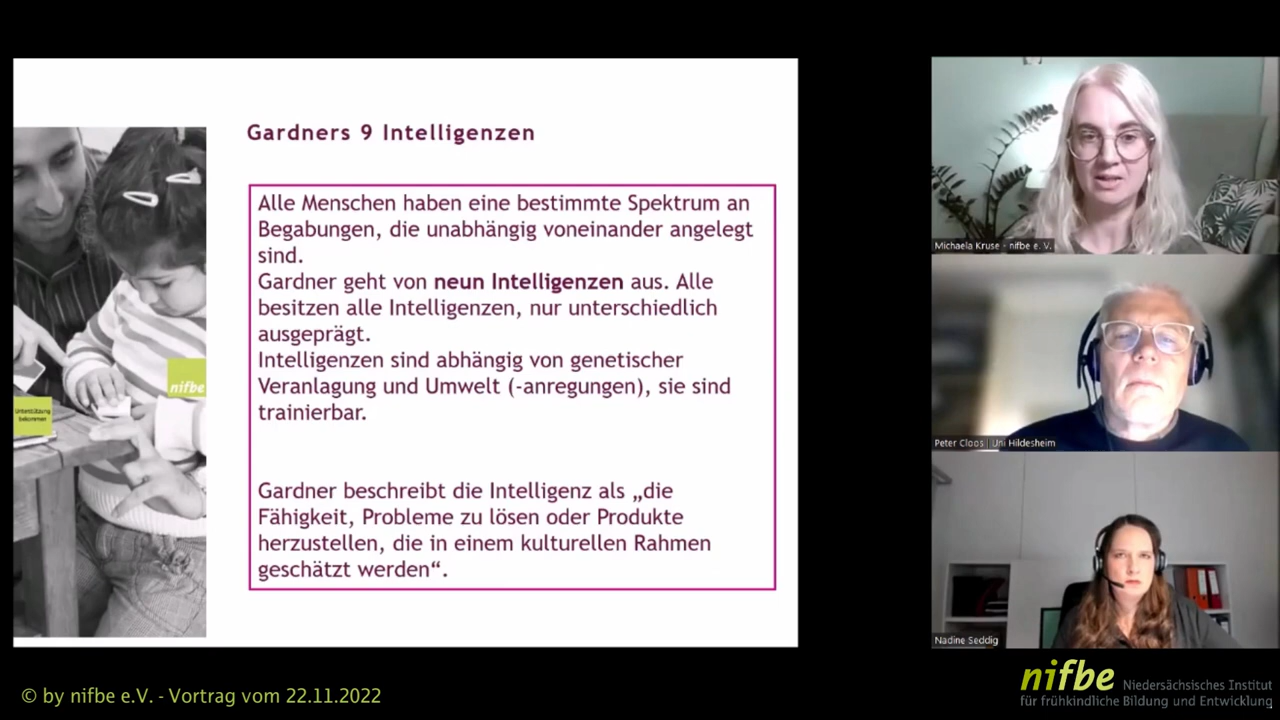 Gardners 9 Intelligenzen
Alle Menschen haben eine bestimmte Spektrum an
Begabungen, die unabhängig voneinander angelegt
sind.
Gardner geht von neun Intelligenzen aus. Alle
besitzen alle Intelligenzen, nur unterschiedlich
ausgeprägt.
Intelligenzen sind abhängig von genetischer
Veranlagung und Umwelt (-anregungen), sie sind
trainierbar.
Gardner beschreibt die Intelligenz als „die
Fähigkeit, Probleme zu lösen oder Produkte
herzustellen, die in einem kulturellen Rahmen
geschätzt werden“.
nifbe
Unterstützung
bekommen
Michaela Kruse - nifbe e. V.
Peter Cloos | Uni Hildesheim
Nadine Seddig
© by nifbe e.V. - Vortrag vom 22.11.2022
nifbe Niedersächsisches Institut
für frühkindliche Bildung und Entwicklung